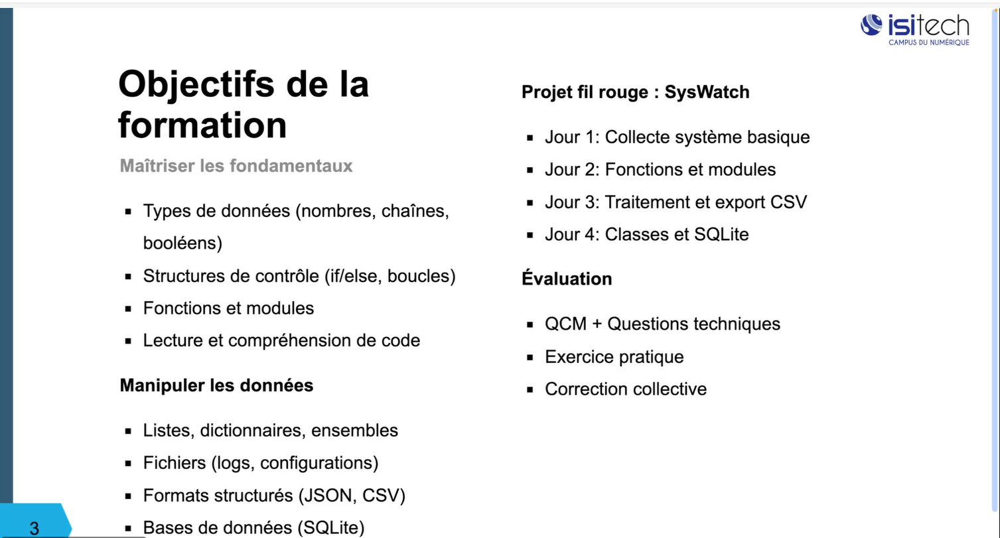 isitech
CAMPUS DU NUMÉRIQUE
Objectifs de la
formation
Maîtriser les fondamentaux
▪ Types de données (nombres, chaînes,
booléens)
▪ Structures de contrôle (if/else, boucles)
▪ Fonctions et modules
▪ Lecture et compréhension de code
Manipuler les données
▪ Listes, dictionnaires, ensembles
▪ Fichiers (logs, configurations)
▪ Formats structurés (JSON, CSV)
▪ Bases de données (SQLite)
Projet fil rouge : SysWatch
▪ Jour 1: Collecte système basique
▪ Jour 2: Fonctions et modules
▪ Jour 3: Traitement et export CSV
▪ Jour 4: Classes et SQLite
Évaluation
▪ QCM + Questions techniques
▪ Exercice pratique
▪ Correction collective
3